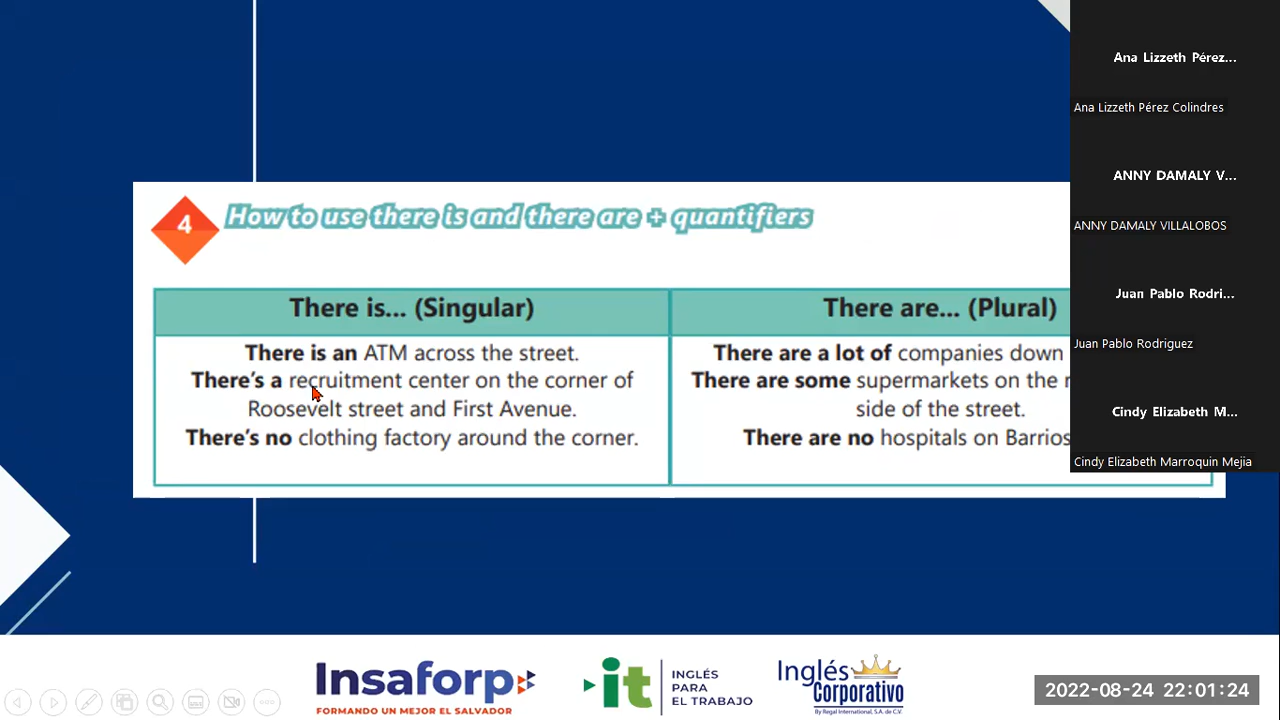 4
How to use there is and there are + quantifiers
There is... (Singular)
There is an ATM across the street.
There's a recruitment center on the corner of
Roosevelt street and First Avenue.
There's no clothing factory around the corner.
There are... (Plural)
There are a lot of companies down
There are some supermarkets on the
side of the street.
There are no hospitals on Barrios
Ana Lizzeth Pérez...
Ana Lizzeth Pérez Colindres
ANNY DAMALY V...
ANNY DAMALY VILLALOBOS
Juan Pablo Rodri...
Juan Pablo Rodriguez
Cindy Elizabeth M...
Cindy Elizabeth Marroquin Mejia
Insaforp
FORMANDO UN MEJOR EL SALVADOR
it
INGLÉS
PARA
EL TRABAJO
Inglés
Corporativo
By Regal International, S.A. de C.V.
2022-08-24 22:01:24